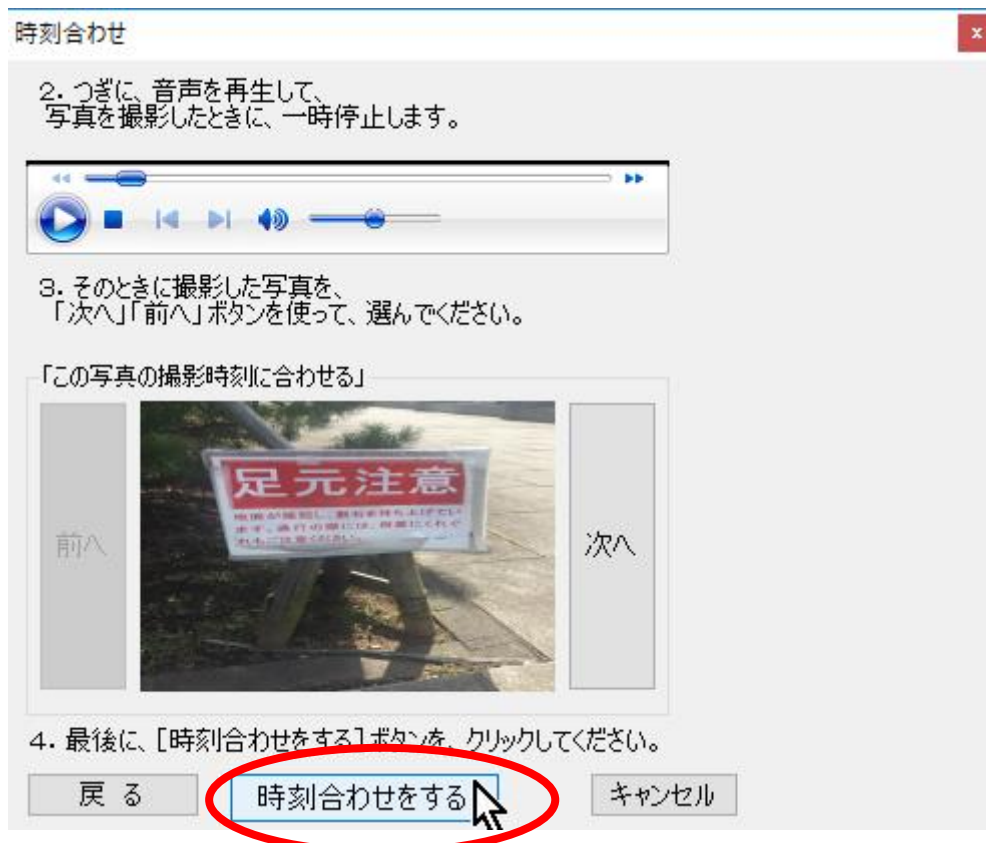 時刻合わせ
x
2. つぎに、音声を再生して、
写真を撮影したときに、一時停止します。
3. そのときに撮影した写真を、
「次へ」「前へ」ボタンを使って、選んでください。
「この写真の撮影時刻に合わせる」
前へ
足元注意
次へ
4. 最後に、[時刻合わせをする]ボタンを、クリックしてください。
戻 る
時刻合わせをする
キャンセル